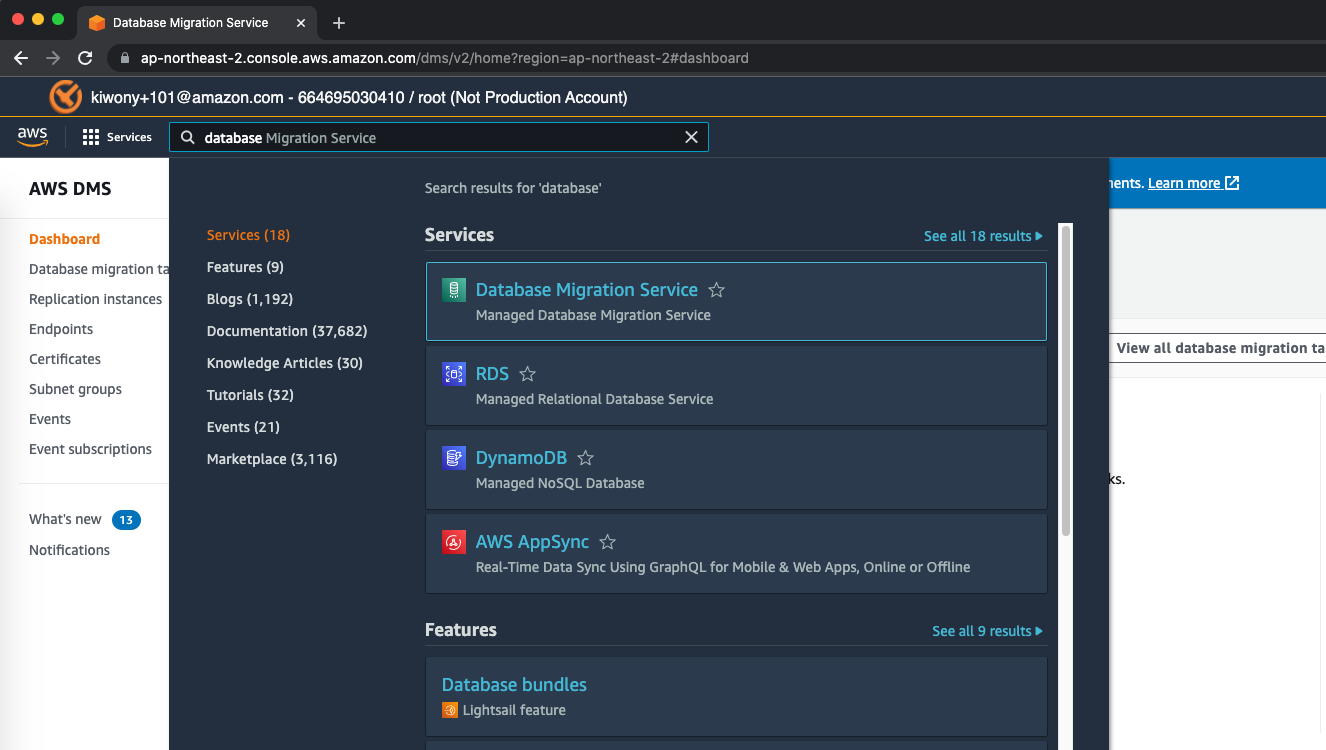 Database Migration Service
ap-northeast-2.console.aws.amazon.com/dms/v2/home?region=ap-northeast-2#dashboard
kiwony+101@amazon.com - 664695030410 / root (Not Production Account)
aws
Services
database Migration Service
AWS DMS
Dashboard
Database migration ta
Replication instances
Endpoints
Certificates
Subnet groups
Events
Event subscriptions
What's new 13
Notifications
Search results for 'database'
Services (18)
Features (9)
Blogs (1,192)
Documentation (37,682)
Knowledge Articles (30)
Tutorials (32)
Events (21)
Marketplace (3,116)
Services
See all 18 results
Database Migration Service
Managed Database Migration Service
RDS
Managed Relational Database Service
DynamoDB
Managed NoSQL Database
AWS AppSync
Real-Time Data Sync Using GraphQL for Mobile & Web Apps, Online or Offline
Features
See all 9 results
Database bundles
Lightsail feature
nents. Learn more
View all database migration ta
ks.